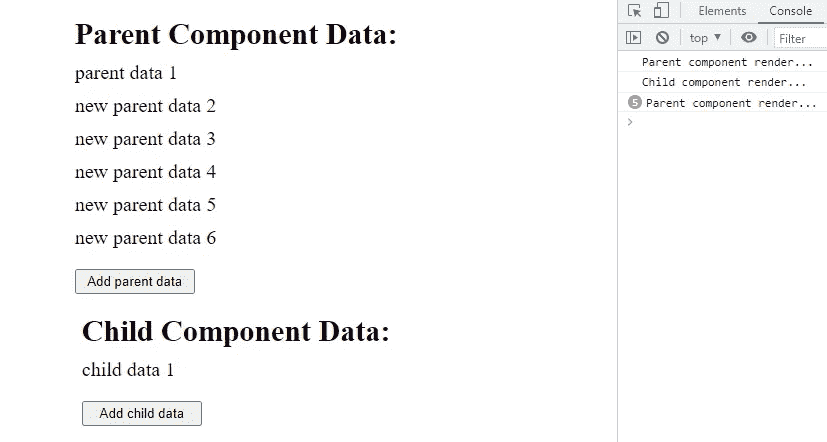 Parent Component Data:
parent data 1
new parent data 2
new parent data 3
new parent data 4
new parent data 5
new parent data 6
Add parent data
Child Component Data:
child data 1
Add child data
Elements Console
top ▼ Filter
Parent component render...
Child component render...
5 Parent component render...
>